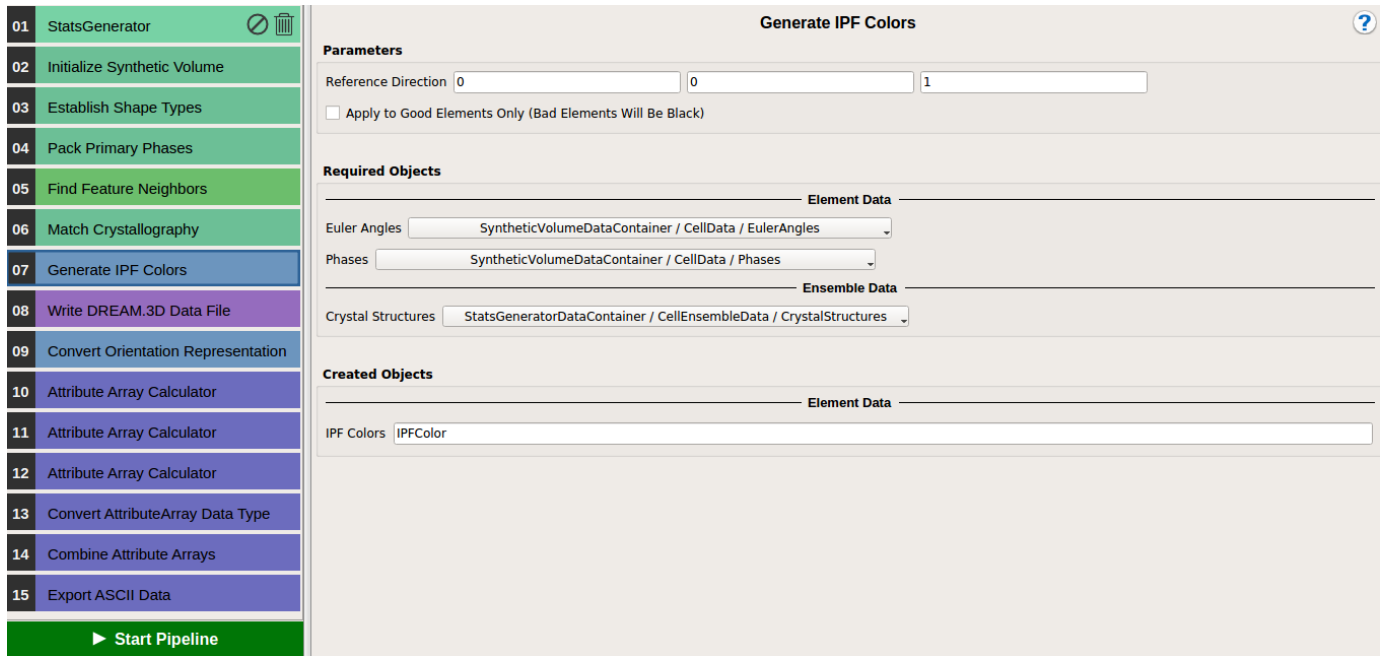 01 StatsGenerator
02 Initialize Synthetic Volume
03 Establish Shape Types
04 Pack Primary Phases
05 Find Feature Neighbors
06 Match Crystallography
07 Generate IPF Colors
08 Write DREAM.3D Data File
09 Convert Orientation Representation
10 Attribute Array Calculator
11 Attribute Array Calculator
12 Attribute Array Calculator
13 Convert AttributeArray Data Type
14 Combine Attribute Arrays
15 Export ASCII Data
Start Pipeline
Generate IPF Colors
?
Parameters
Reference Direction 0 0 1
Apply to Good Elements Only (Bad Elements Will Be Black)
Required Objects
Element Data
Euler Angles SyntheticVolumeDataContainer / CellData / EulerAngles
Phases SyntheticVolumeDataContainer / CellData / Phases
Ensemble Data
Crystal Structures StatsGeneratorDataContainer / CellEnsembleData / CrystalStructures
Created Objects
Element Data
IPF Colors IPFColor